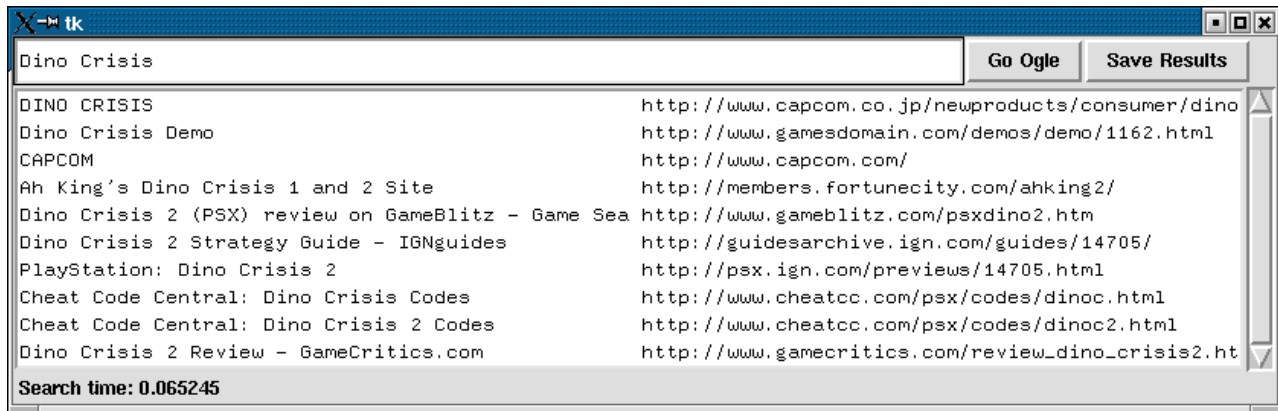 tk
Dino Crisis Go Ogle Save Results
DINO CRISIS http://www.capcom.co.jp/newproducts/consumer/dino
Dino Crisis Demo http://www.gamesdomain.com/demos/demo/1162.html
CAPCOM http://www.capcom.com/
Ah King's Dino Crisis 1 and 2 Site http://members.fortunecity.com/ahking2/
Dino Crisis 2 (PSX) review on GameBlitz - Game Sea http://www.gameblitz.com/psxdino2.htm
Dino Crisis 2 Strategy Guide - IGNguides http://guidesarchive.ign.com/guides/14705/
PlayStation: Dino Crisis 2 http://psx.ign.com/previews/14705.html
Cheat Code Central: Dino Crisis Codes http://www.cheatcc.com/psx/codes/dinoc.html
Cheat Code Central: Dino Crisis 2 Codes http://www.cheatcc.com/psx/codes/dinoc2.html
Dino Crisis 2 Review - GameCritics.com http://www.gamecritics.com/review_dino_crisis2.ht
Search time: 0.065245